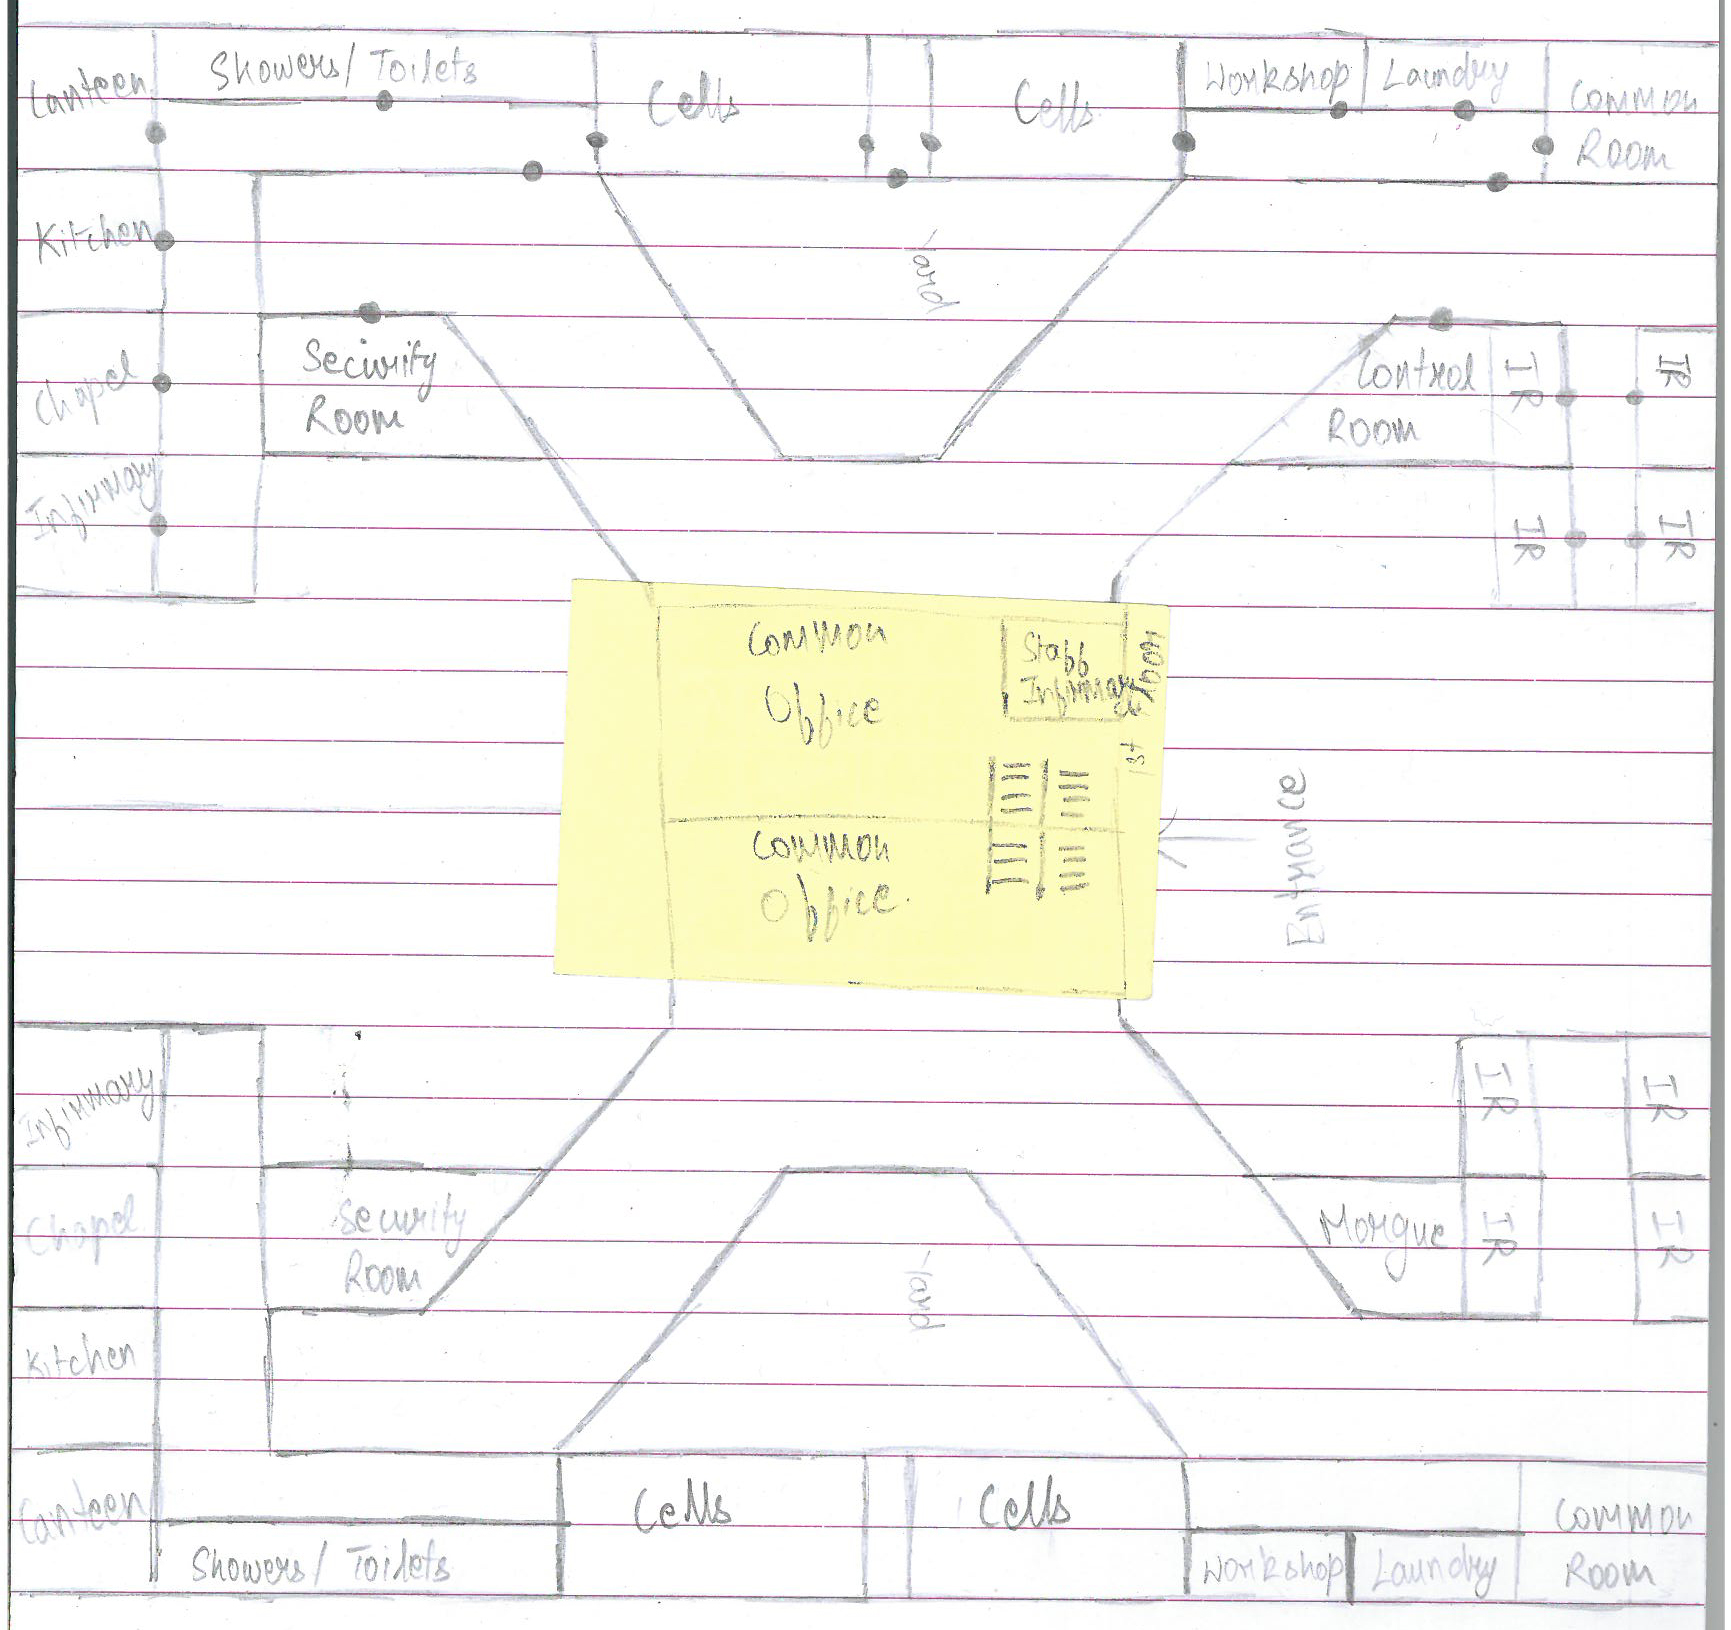 Canteen
Showers/ Toilets
Cells
Cells
Workshop
Laundry
Common
Room
Kitchen
Yard
Chapel
Secirity
Room
Control
Room
IR
IR
Infirmary
IR
IR
Common
Office
Staff
Infirmary
1st Floor
Common
Office.
Entrance
Infirmary
IR
IR
Chapel
Security
Room
Yard
Morgue
IR
IR
Kitchen
Canteen
Cells
Cells
Common
Room
Showers/ Toilets
Workshop
Laundry